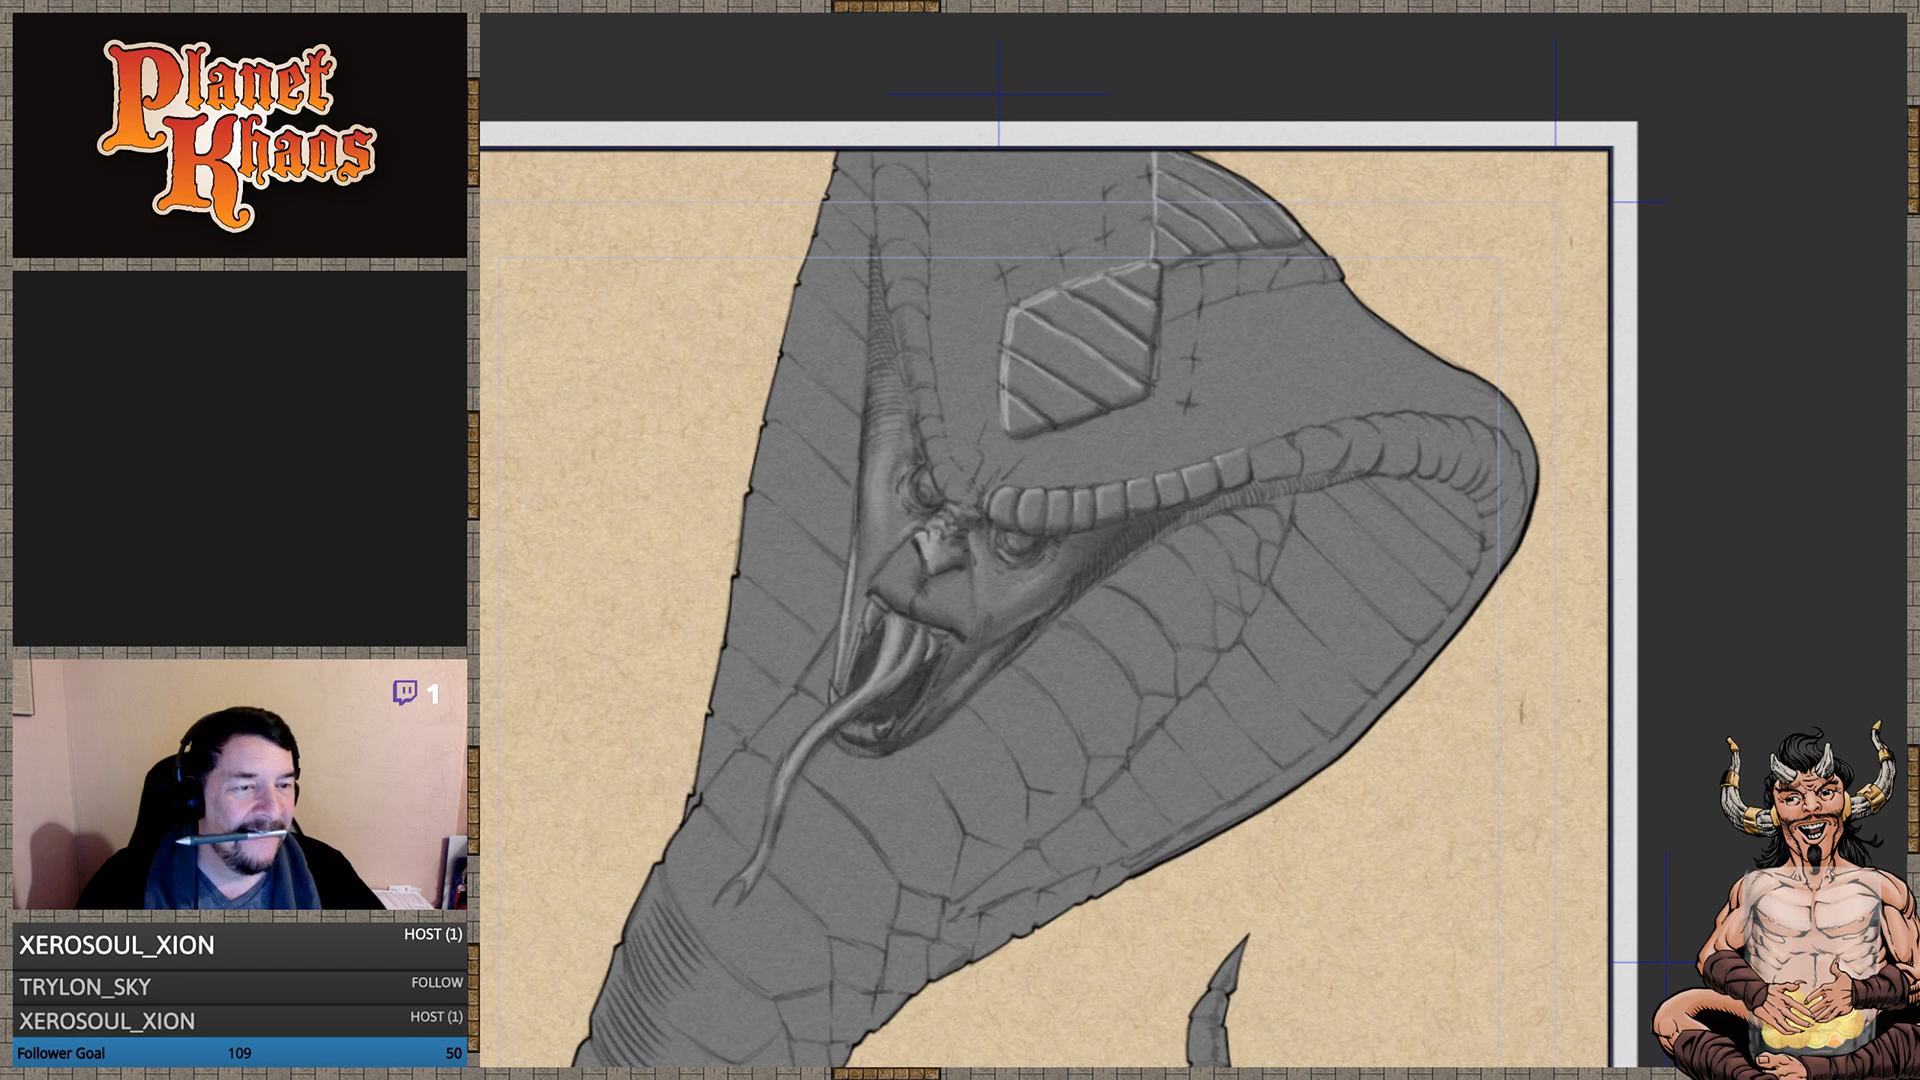 Planet
Khaos
1
XEROSOUL_XION HOST (1)
TRYLON_SKY FOLLOW
XEROSOUL_XION HOST (1)
Follower Goal 109 50